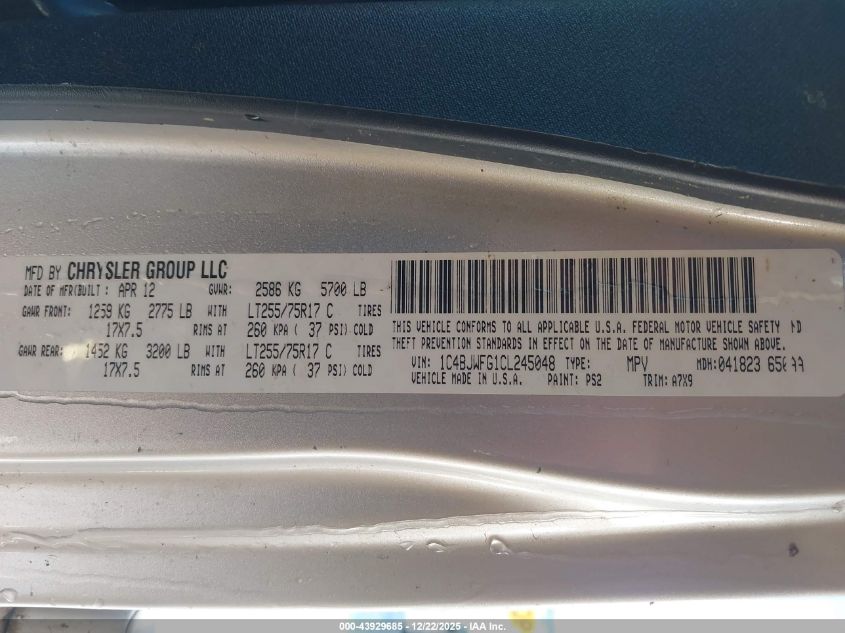 MFD BY CHRYSLER GROUP LLC
DATE OF MFR(BUILT : APR 12 GVWR: 2586 KG 5700 LB
GAWR FRONT: 1259 KG 2775 LB WITH LT255/75R17 C TIRES
17X7.5 RIMS AT 260 KPA ( 37 PSI) COLD
GAWR REAR: 1452 KG 3200 LB WITH LT255/75R17 C TIRES
17X7.5 RIMS AT 260 KPA ( 37 PSI) COLD
THIS VEHICLE CONFORMS TO ALL APPLICABLE U.S.A. FEDERAL MOTOR VEHICLE SAFETY
THEFT PREVENTION STANDARDS IN EFFECT ON THE DATE OF MANUFACTURE SHOWN ABOVE.
VIN: 1C4BJWFG1CL245048 TYPE: MPV MDH: 041823
VEHICLE MADE IN U.S.A. PAINT: PS2 TRIM: A7X9
000-43929685 - 12/22/2025 - IAA Inc.